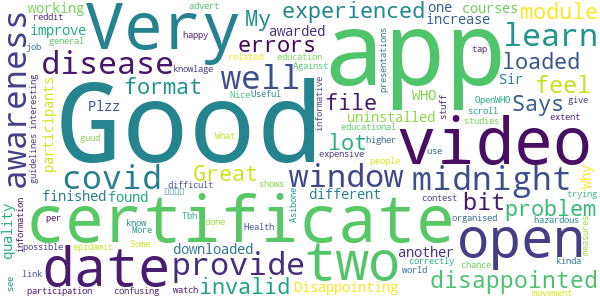 reddit
advert
working
job
improve
general
happy
knowlage
Very
My
experienced
one
increase
awarded
errors
courses
presentations
tap
module
learn
app
awareness
guidelines
interesting
participants
disease
format
Plzz
guud
well
related
education
Against
Nice
Useful
What
informative
file
WHO
uninstalled
educational
expensive
lot
loaded
Sir
OpenWHO
scroll
studies
higher
people
feel
Says
stuff
extent
give
Good
video
covid
Great
difficult
window
different
use
midnight
bit
problem
Why
hazardous
trying
measures
quality
information
finished
found
certificate
shows
Asibone
contest
organised
open
see
per
possible
link
participation
date
know
More
epidemic
confusing
Tbh
done
Some
downloaded
provide
watch
Health
invalid
two
another
world
Disappointing
correctly
chance
disappointed
kinda
movement